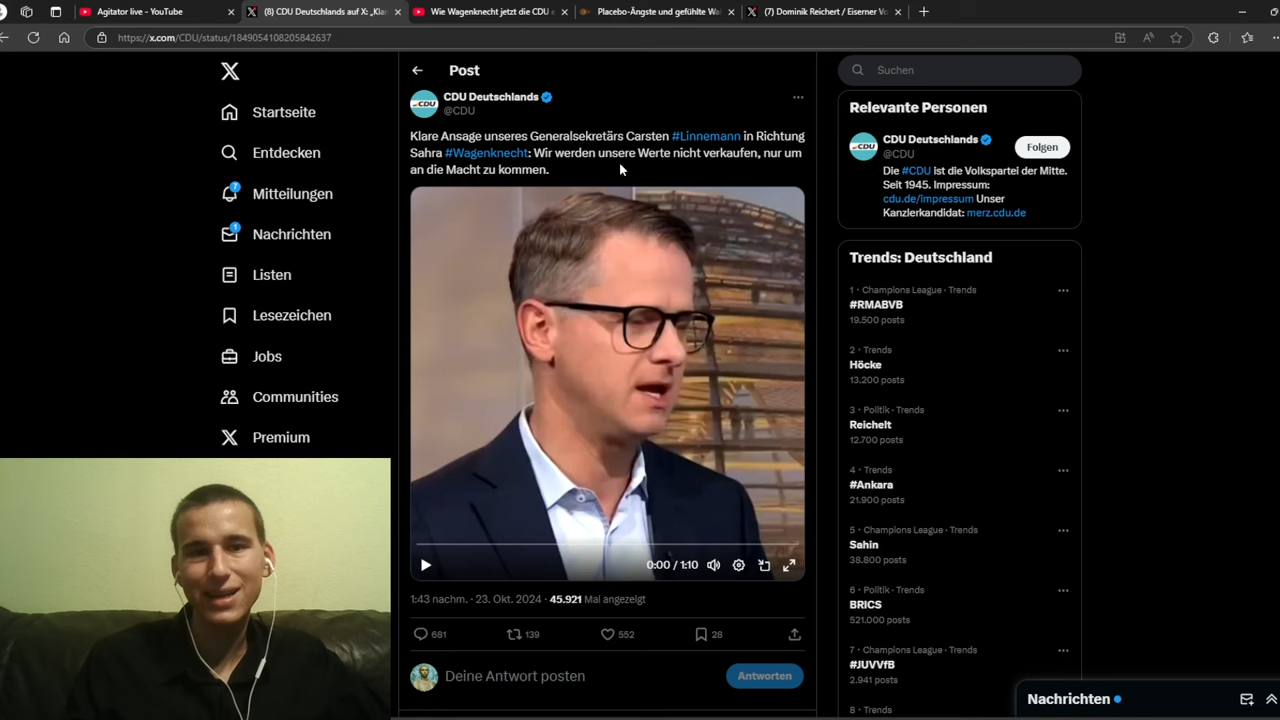 Agitator live - YouTube
(8) CDU Deutschlands auf X: „Kla
Wie Wagenknecht jetzt die CDU
Placebo-Ängste und gefühlte Wa
(7) Dominik Reichert / Eiserner Vo
https://x.com/CDU/status/1849054108205842637
Startseite
Entdecken
7
Mitteilungen
1
Nachrichten
Listen
Lesezeichen
Jobs
Communities
Premium
Post
CDU
CDU Deutschlands
@CDU
Klare Ansage unseres Generalsekretärs Carsten #Linnemann in Richtung
Sahra #Wagenknecht: Wir werden unsere Werte nicht verkaufen, nur um
an die Macht zu kommen.
0:00 / 1:10
1:43 nachm. · 23. Okt. 2024 · 45.921 Mal angezeigt
681
139
552
28
Deine Antwort posten
Antworten
Suchen
Relevante Personen
CDU
CDU Deutschlands
@CDU
Folgen
Die #CDU ist die Volkspartei der Mitte.
Seit 1945. Impressum:
cdu.de/impressum Unser
Kanzlerkandidat: merz.cdu.de
Trends: Deutschland
1 · Champions League · Trends
#RMABVB
19.500 posts
2 · Trends
Höcke
13.200 posts
3 · Politik · Trends
Reichelt
12.700 posts
4 · Trends
#Ankara
21.900 posts
5 · Champions League · Trends
Sahin
38.800 posts
6 · Politik · Trends
BRICS
521.000 posts
7 · Champions League · Trends
#JUVVfB
2.941 posts
8 · Trends
Nachrichten